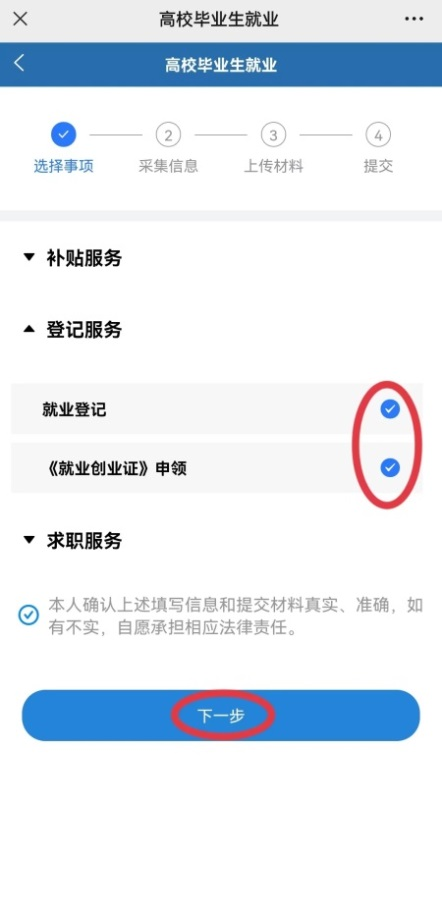 高校毕业生就业
高校毕业生就业
2
3
4
选择事项
采集信息
上传材料
提交
补贴服务
登记服务
就业登记
《就业创业证》申领
求职服务
本人确认上述填写信息和提交材料真实、准确，如
有不实，自愿承担相应法律责任。
下一步